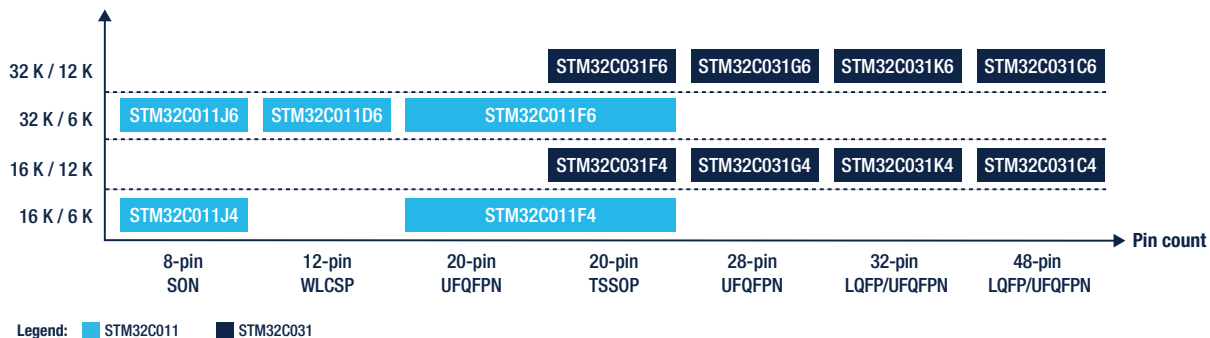 32 K / 12 K
STM32C031F6 STM32C031G6 STM32C031K6 STM32C031C6
32 K / 6 K
STM32C011J6 STM32C011D6 STM32C011F6
16 K / 12 K
STM32C031F4 STM32C031G4 STM32C031K4 STM32C031C4
16 K / 6 K
STM32C011J4 STM32C011F4
Pin count
8-pin 12-pin 20-pin 20-pin 28-pin 32-pin 48-pin
SON WLCSP UFQFPN TSSOP UFQFPN LQFP/UFQFPN LQFP/UFQFPN
Legend: STM32C011 STM32C031